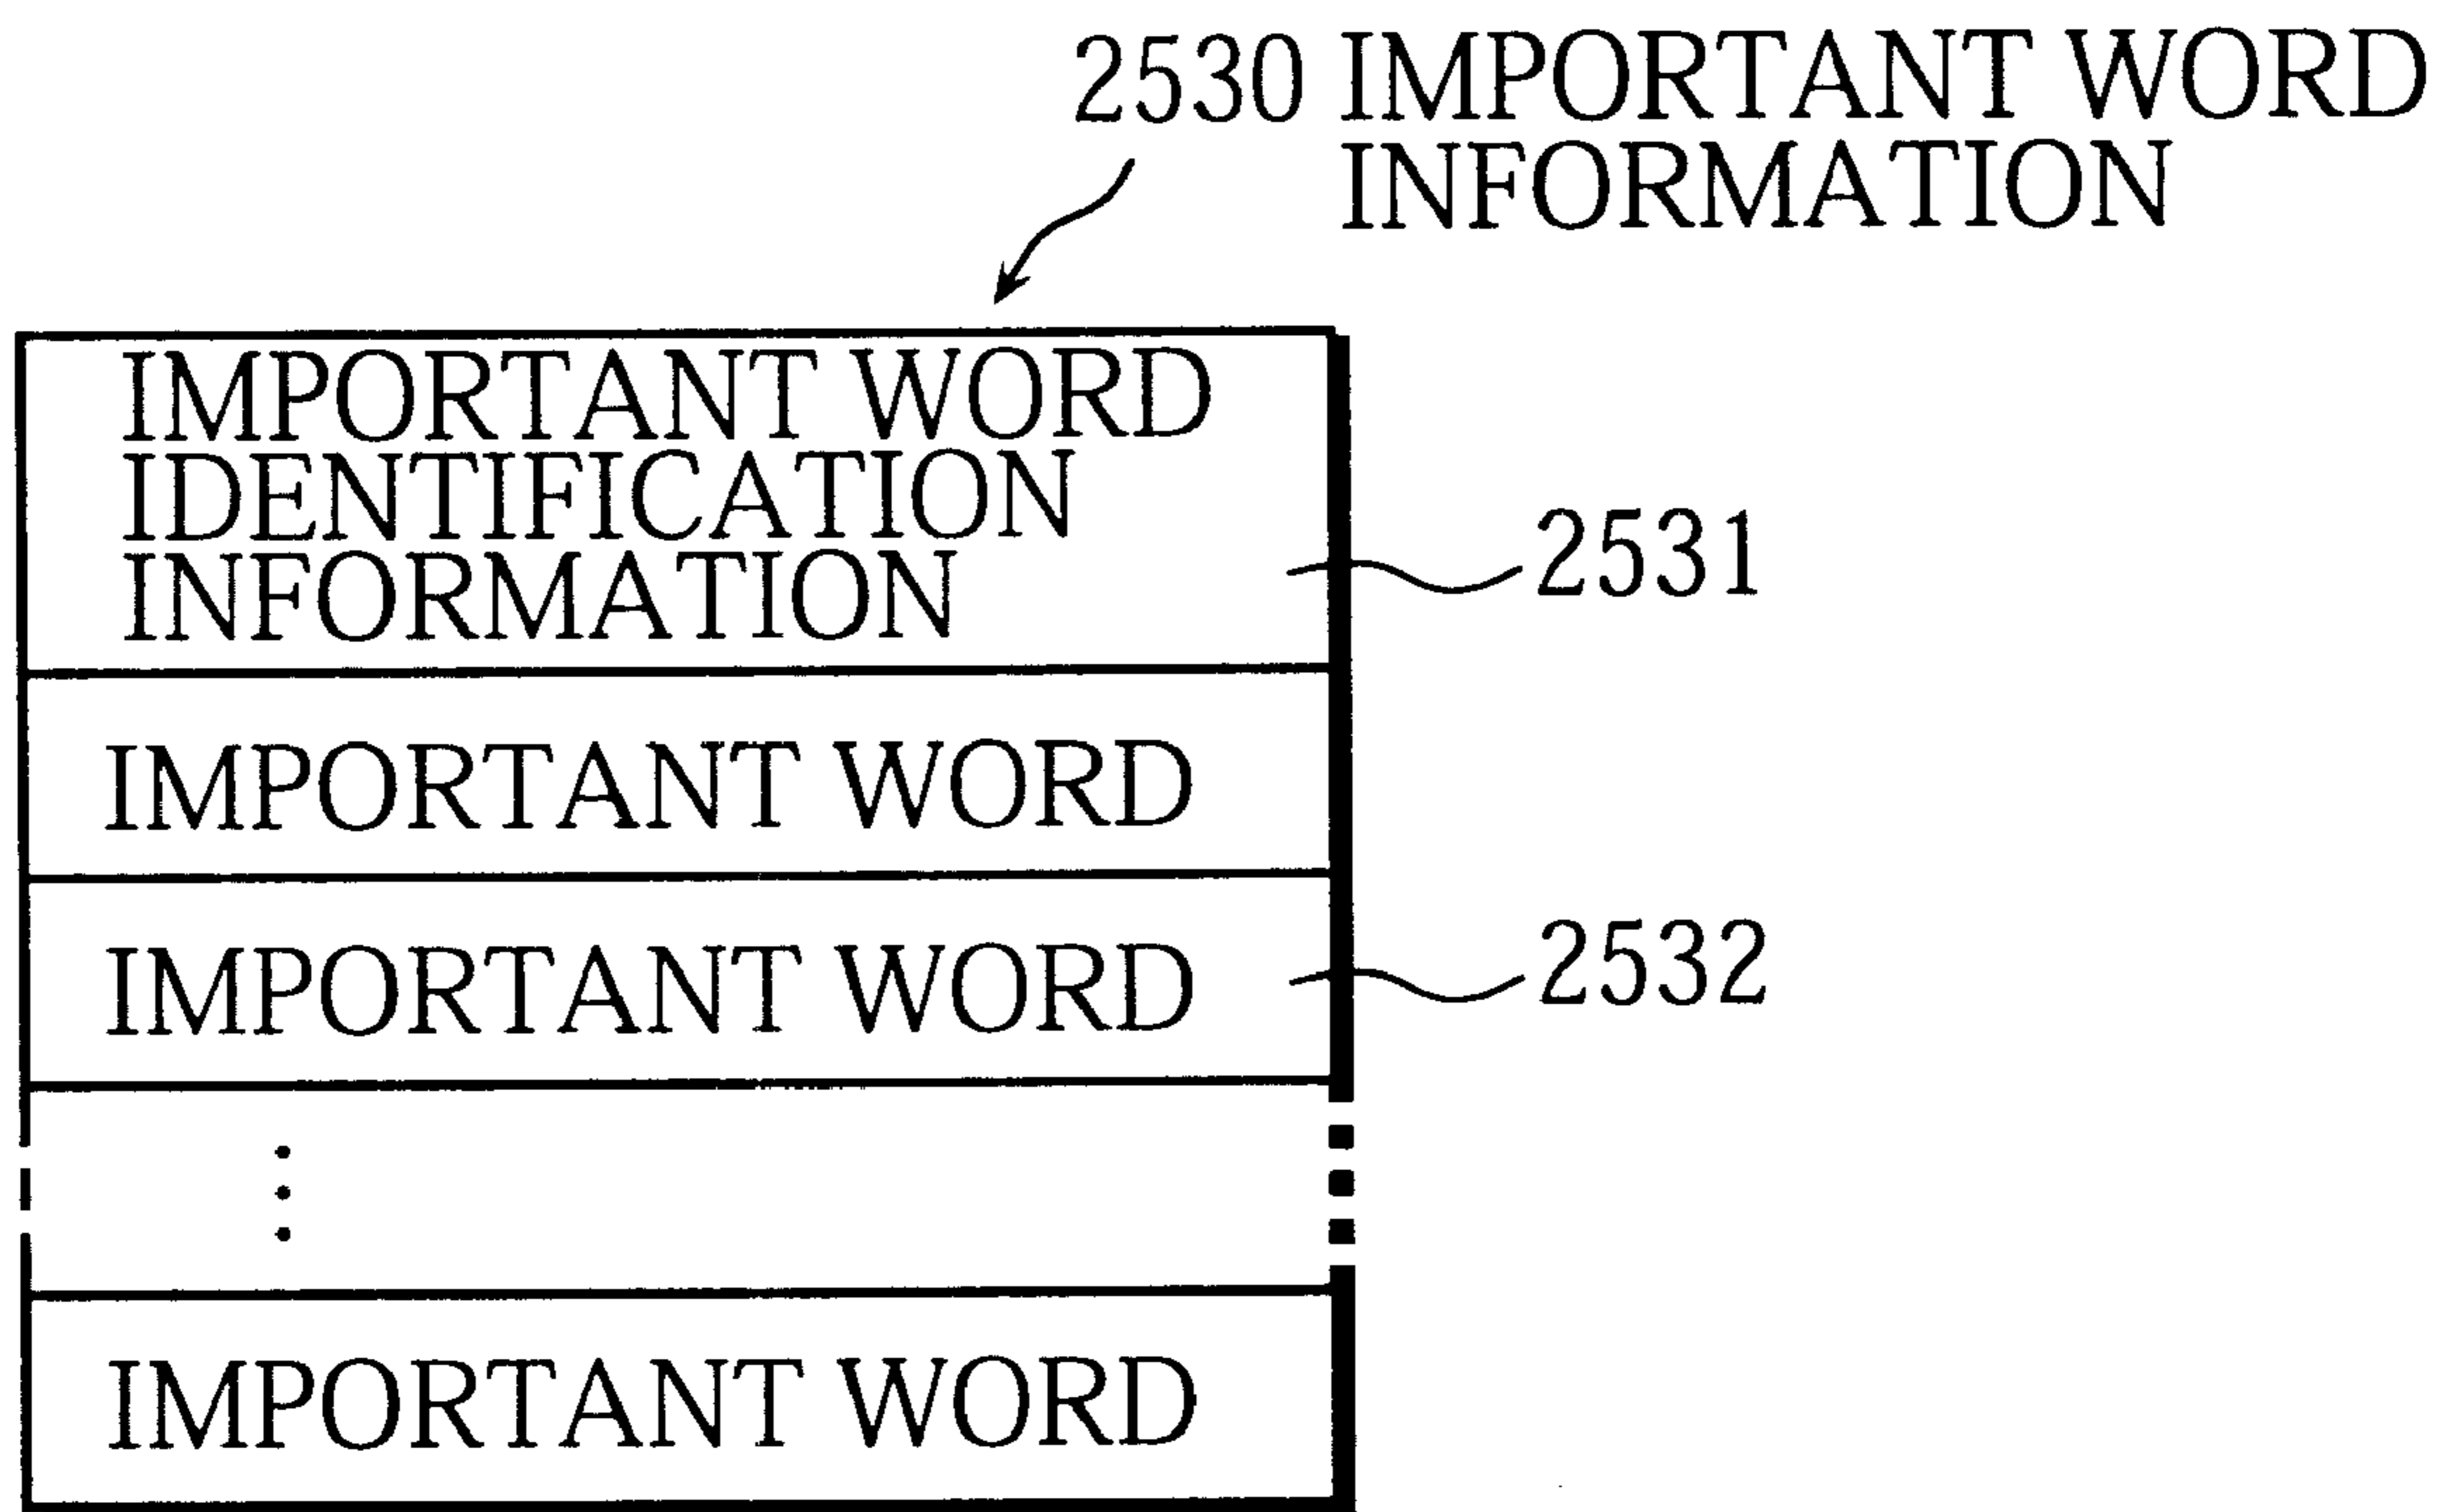 2530 IMPORTANT WORD
INFORMATION
IMPORTANT WORD
IDENTIFICATION
INFORMATION
2531
IMPORTANT WORD
IMPORTANT WORD
2532
IMPORTANT WORD